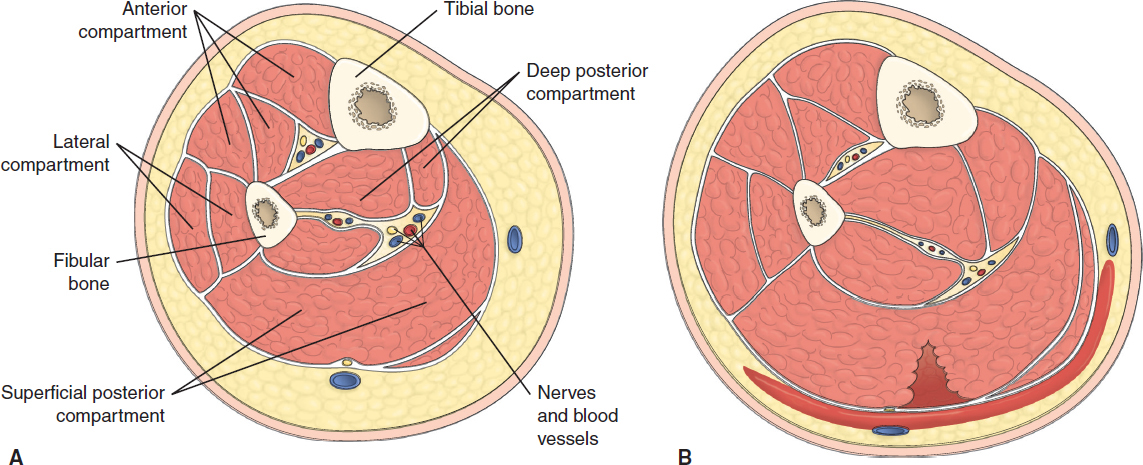 Anterior
compartment
Tibial bone
Deep posterior
compartment
Lateral
compartment
Fibular
bone
Superficial posterior
compartment
Nerves
and blood
vessels
A
B